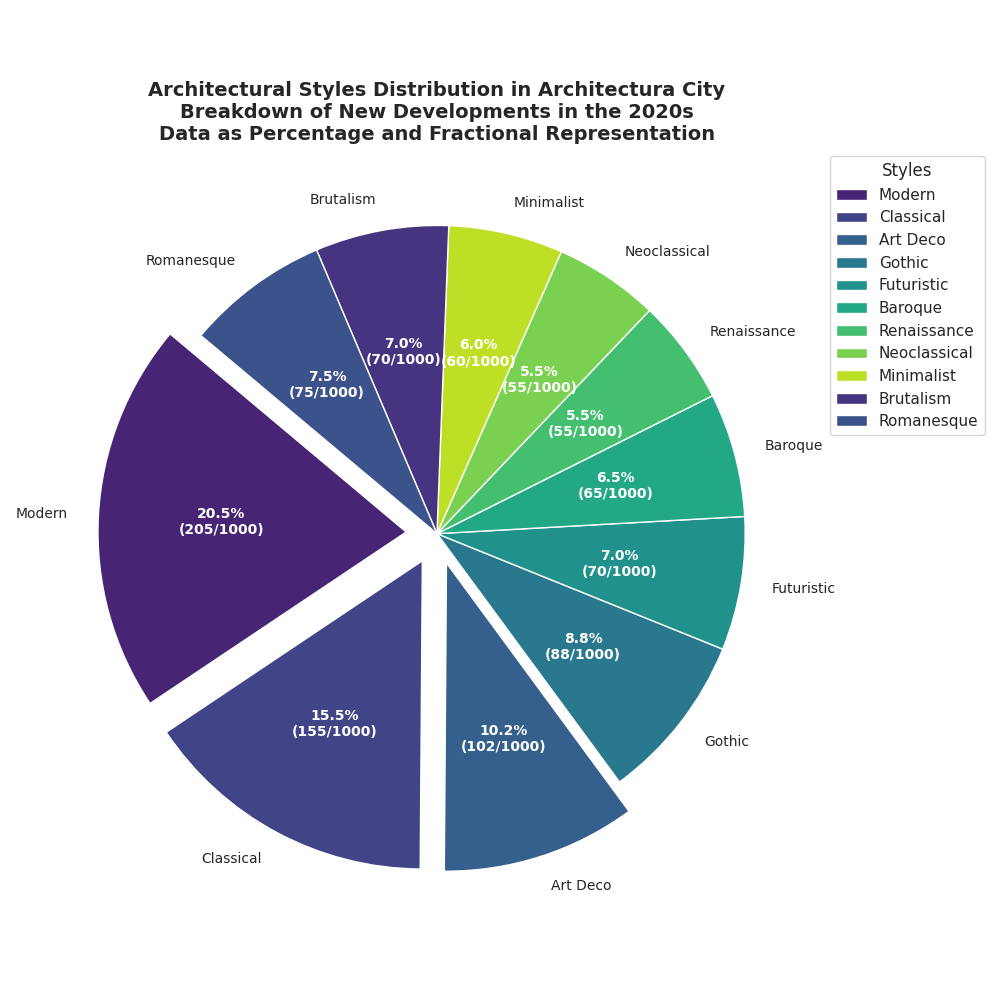 Architectural Styles Distribution in Architectura City
Breakdown of New Developments in the 2020s
Data as Percentage and Fractional Representation
Styles
Modern
Classical
Art Deco
Gothic
Futuristic
Baroque
Renaissance
Neoclassical
Minimalist
Brutalism
Romanesque
Brutalism
7.0%
(70/1000)
Minimalist
6.0%
(60/1000)
Neoclassical
5.5%
(55/1000)
Renaissance
5.5%
(55/1000)
Baroque
6.5%
(65/1000)
Futuristic
7.0%
(70/1000)
Gothic
8.8%
(88/1000)
Art Deco
10.2%
(102/1000)
Classical
15.5%
(155/1000)
Modern
20.5%
(205/1000)
Romanesque
7.5%
(75/1000)